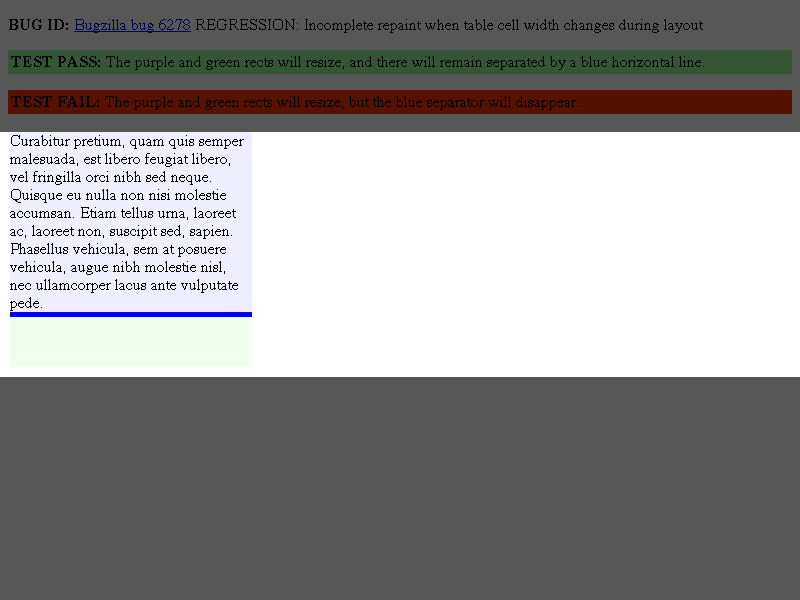 BUG ID: Bugzilla bug 6278 REGRESSION: Incomplete repaint when table cell width changes during layout
TEST PASS: The purple and green rects will resize, and there will remain separated by a blue horizontal line.
TEST FAIL: The purple and green rects will resize, but the blue separator will disappear.
Curabitur pretium, quam quis semper
malesuada, est libero feugiat libero,
vel fringilla orci nibh sed neque.
Quisque eu nulla non nisi molestie
accumsan. Etiam tellus urna, laoreet
ac, laoreet non, suscipit sed, sapien.
Phasellus vehicula, sem at posuere
vehicula, augue nibh molestie nisl,
nec ullamcorper lacus ante vulputate
pede.